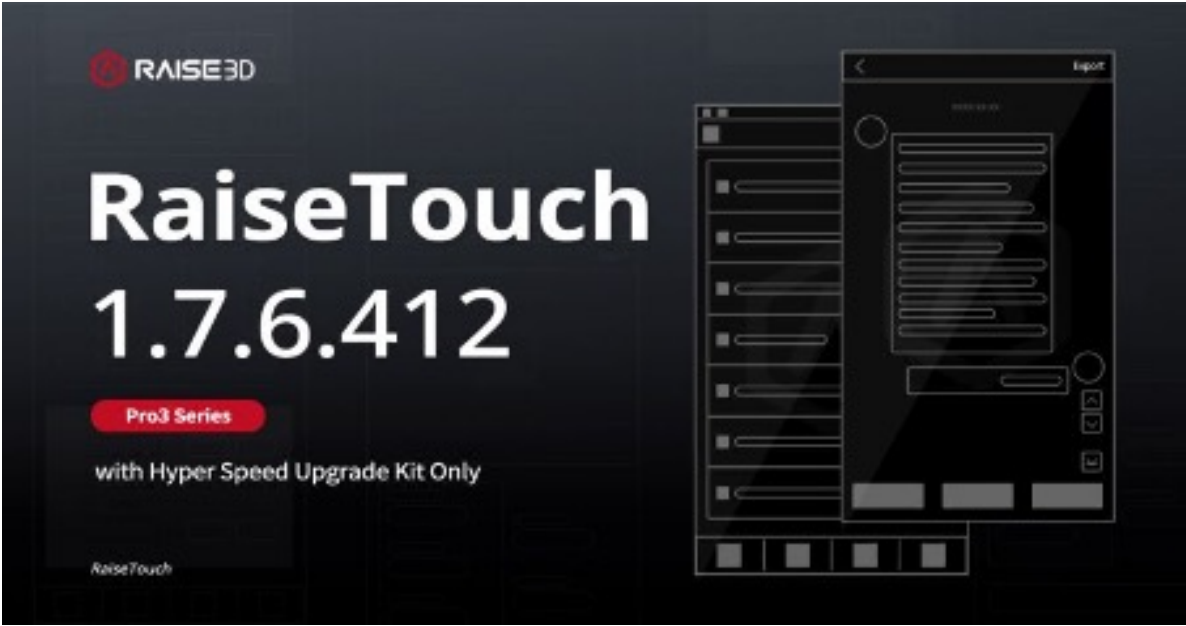 RAISE3D
RaiseTouch
1.7.6.412
Pro3 Series
with Hyper Speed Upgrade Kit Only
RaiseTouch
Export